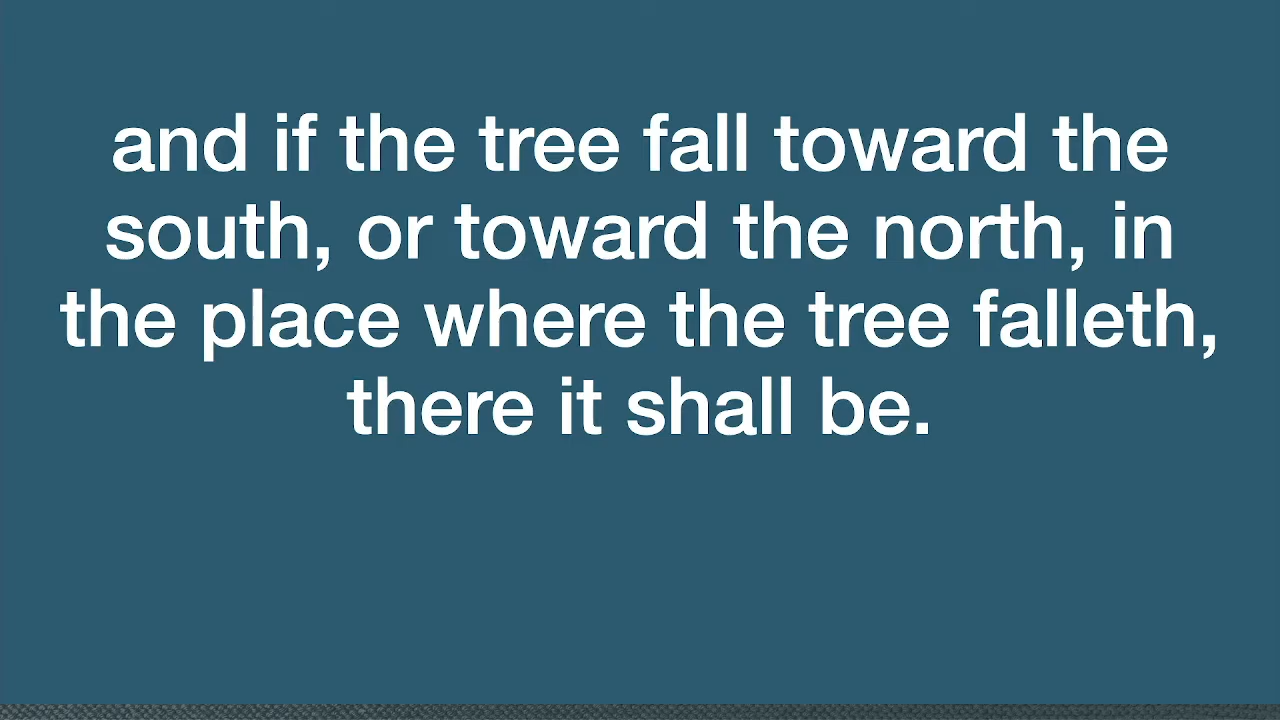 and if the tree fall toward the
south, or toward the north, in
the place where the tree falleth,
there it shall be.